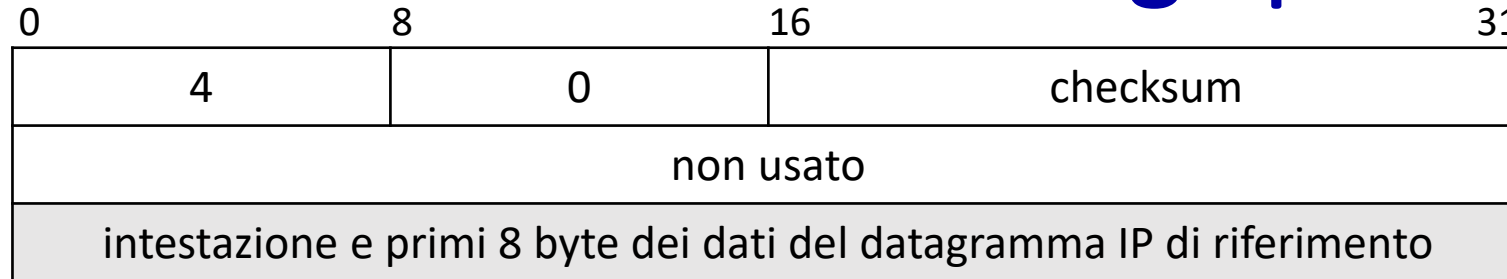 0 8 16 31
4 0 checksum
non usato
intestazione e primi 8 byte dei dati del datagramma IP di riferimento